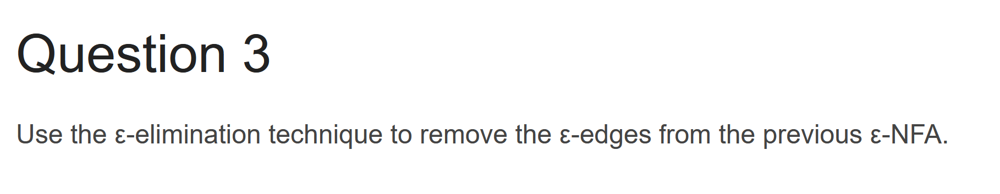 Question 3
Use the ε-elimination technique to remove the ε-edges from the previous ε-NFA.